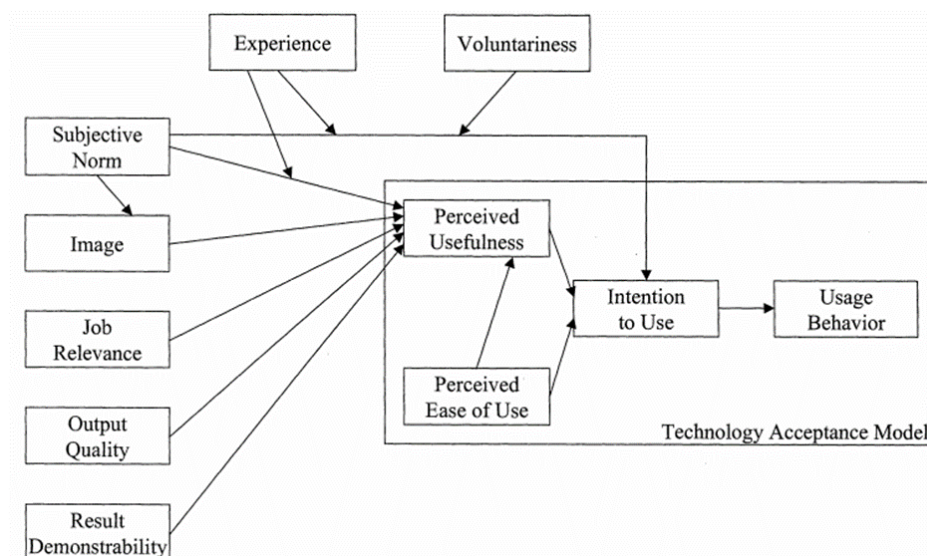 Experience
Voluntariness
Subjective
Norm
Image
Job
Relevance
Output
Quality
Result
Demonstrability
Perceived
Usefulness
Perceived
Ease of Use
Intention
to Use
Usage
Behavior
Technology Acceptance Model